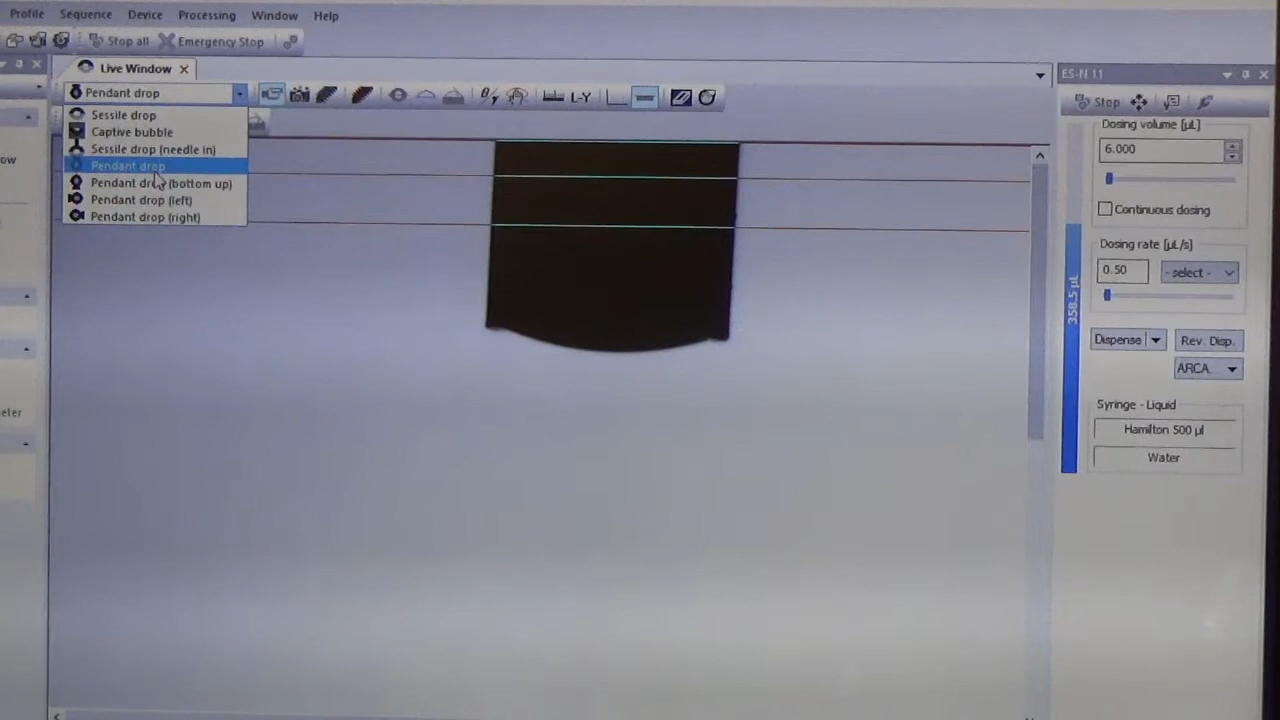 Profile Sequence Device Processing Window Help
Stop all Emergency Stop
Live Window
ES-N 11
Pendant drop
L-Y
Stop
Sessile drop
Captive bubble
Sessile drop (needle in)
Pendant drop
Pendant drop (bottom up)
Pendant drop (left)
Pendant drop (right)
Dosing volume [µL]
6.000
Continuous dosing
Dosing rate [µL/s]
0.50 - select -
358.5 µL
Dispense Rev. Disp.
ARCA
Syringe - Liquid
Hamilton 500 µl
Water